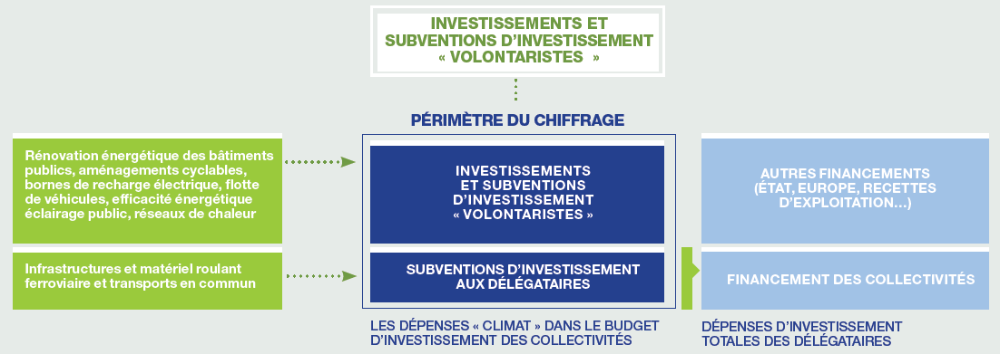 INVESTISSEMENTS ET
SUBVENTIONS D'INVESTISSEMENT
« VOLONTARISTES »
PÉRIMÈTRE DU CHIFFRAGE
Rénovation énergétique des bâtiments
publics, aménagements cyclables,
bornes de recharge électrique, flotte
de véhicules, efficacité énergétique
éclairage public, réseaux de chaleur
INVESTISSEMENTS
ET SUBVENTIONS
D'INVESTISSEMENT
« VOLONTARISTES »
AUTRES FINANCEMENTS
(ÉTAT, EUROPE, RECETTES
D'EXPLOITATION...)
Infrastructures et matériel roulant
ferroviaire et transports en commun
SUBVENTIONS D'INVESTISSEMENT
AUX DÉLÉGATAIRES
FINANCEMENT DES COLLECTIVITÉS
LES DÉPENSES « CLIMAT » DANS LE BUDGET
D'INVESTISSEMENT DES COLLECTIVITÉS
DÉPENSES D'INVESTISSEMENT
TOTALES DES DÉLÉGATAIRES